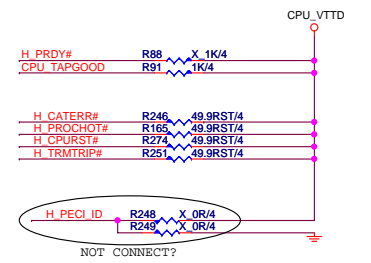 CPU_VTTD
H_PRDY# R88 X_1K/4
CPU_TAPGOOD R91 1K/4
H_CATERR# R246 49.9RST/4
H_PROCHOT# R165 49.9RST/4
H_CPURST# R274 49.9RST/4
H_TRMTRIP# R251 49.9RST/4
H_PECI_ID R248 X_0R/4
R249 X_0R/4
NOT CONNECT?